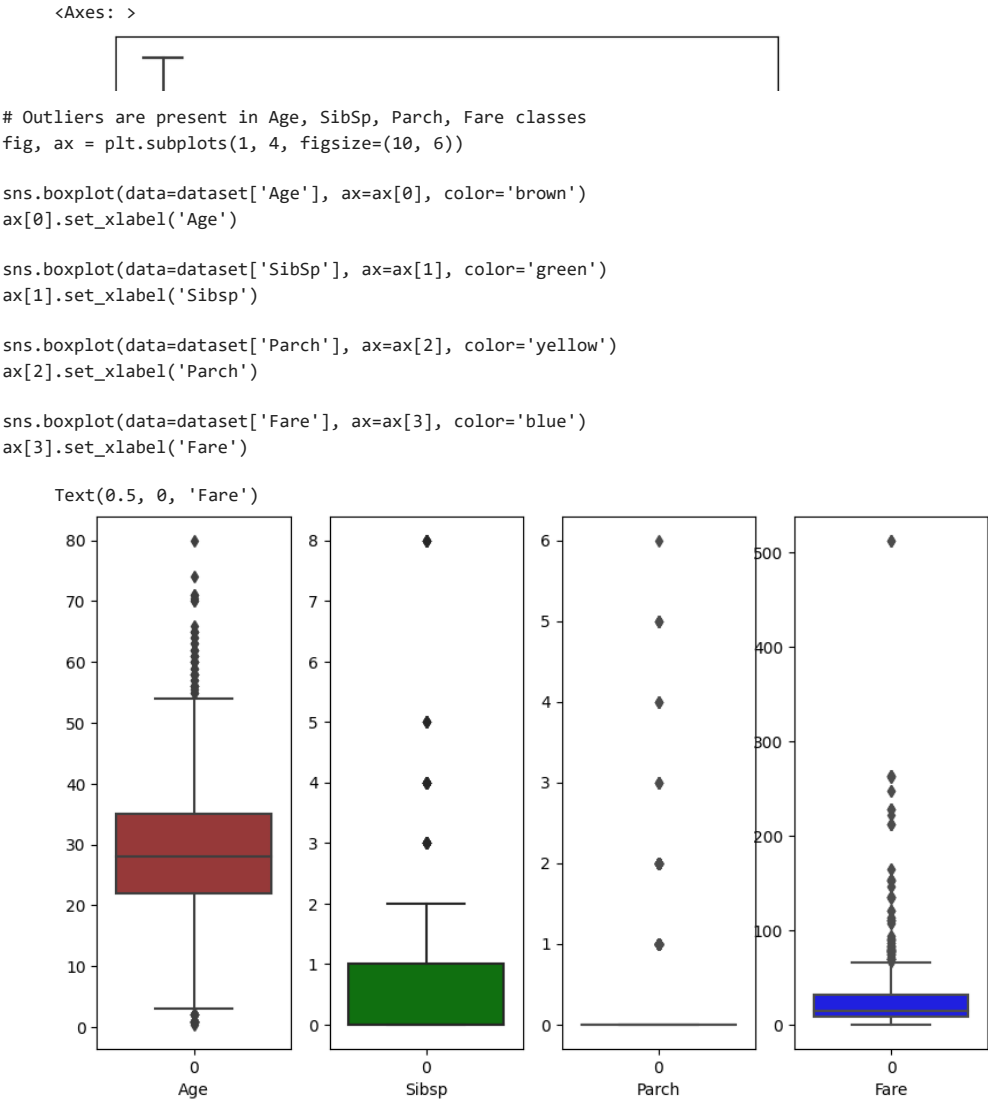 <Axes: >
# Outliers are present in Age, SibSp, Parch, Fare classes
fig, ax = plt.subplots(1, 4, figsize=(10, 6))
sns.boxplot(data=dataset['Age'], ax=ax[0], color='brown')
ax[0].set_xlabel('Age')
sns.boxplot(data=dataset['SibSp'], ax=ax[1], color='green')
ax[1].set_xlabel('Sibsp')
sns.boxplot(data=dataset['Parch'], ax=ax[2], color='yellow')
ax[2].set_xlabel('Parch')
sns.boxplot(data=dataset['Fare'], ax=ax[3], color='blue')
ax[3].set_xlabel('Fare')
Text(0.5, 0, 'Fare')
80
70
60
50
40
30
20
10
0
0
Age
8
7
6
5
4
3
2
1
0
0
Sibsp
6
5
4
3
2
1
0
0
Parch
500
400
300
200
100
0
0
Fare